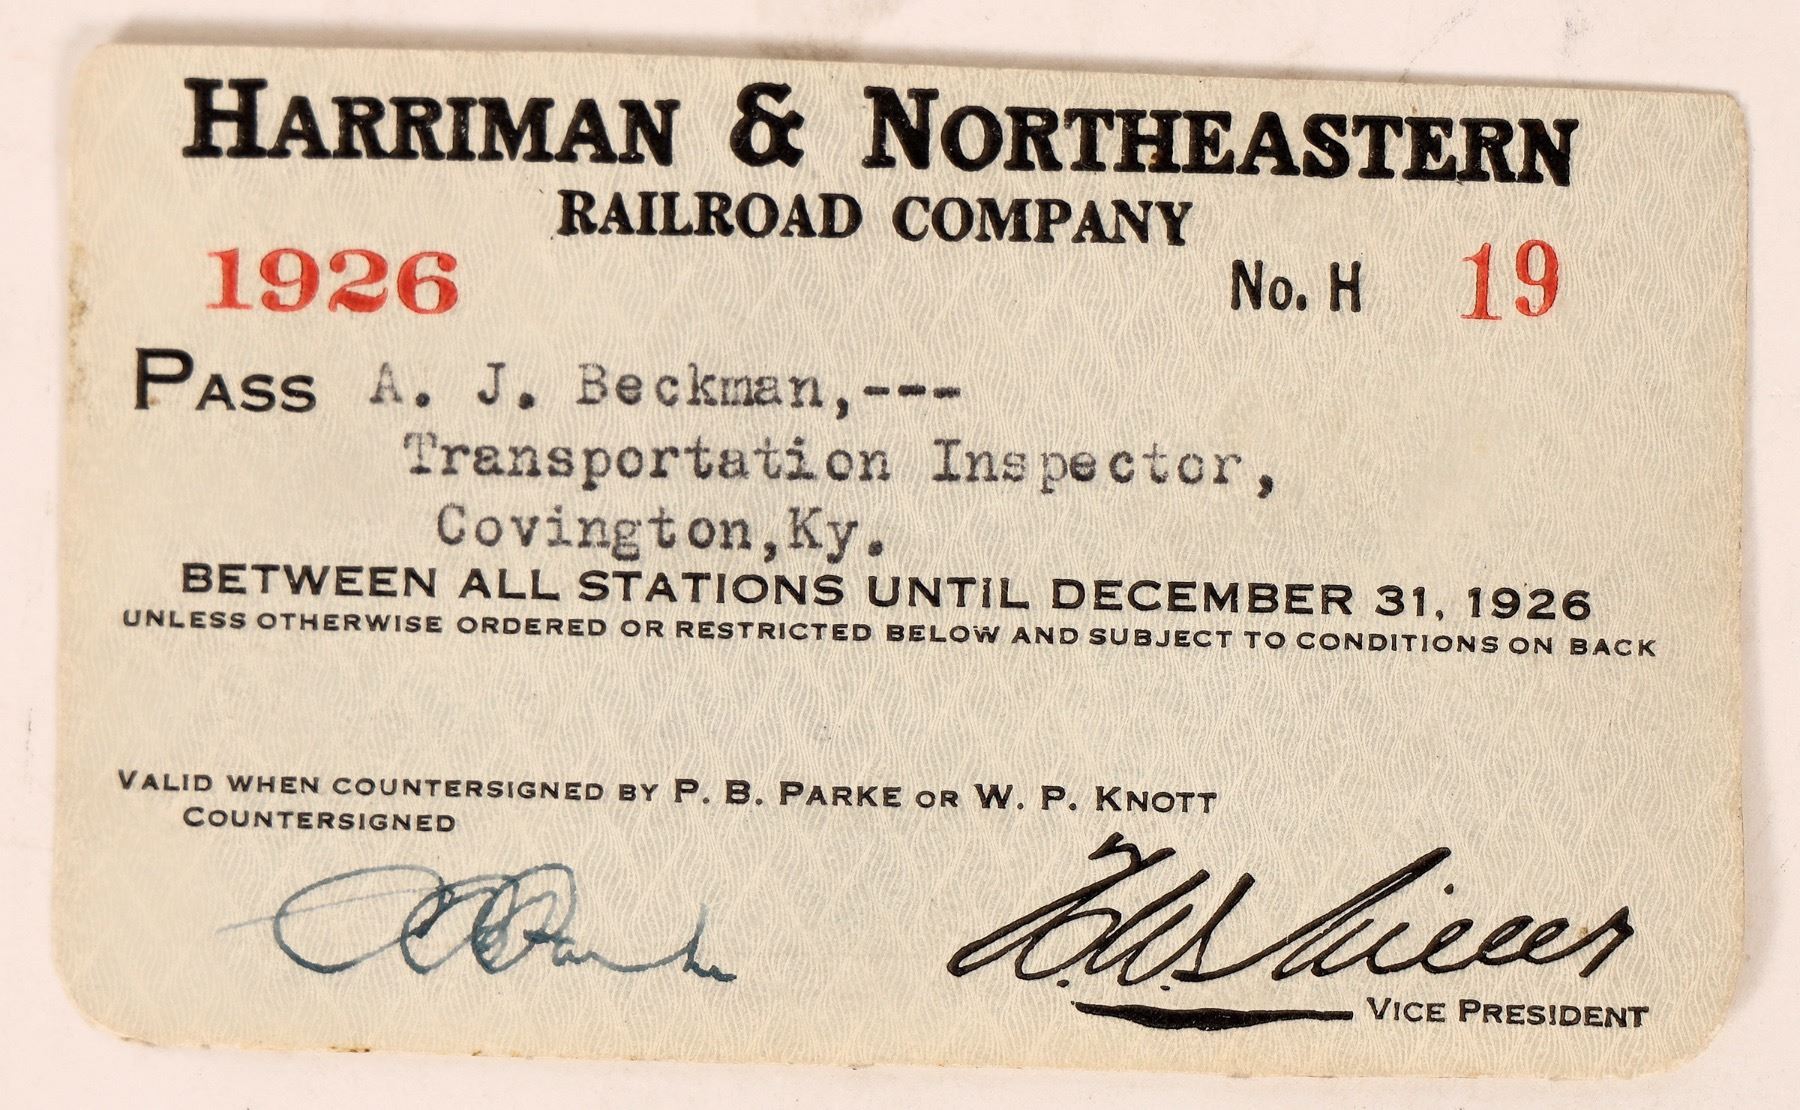 HARRIMAN & NORTHEASTERN
RAILROAD COMPANY
1926 No. H 19
PASS A. J. Beckman,---
Transportation Inspector,
Covington,Ky.
BETWEEN ALL STATIONS UNTIL DECEMBER 31, 1926
UNLESS OTHERWISE ORDERED OR RESTRICTED BELOW AND SUBJECT TO CONDITIONS ON BACK
VALID WHEN COUNTERSIGNED BY P. B. PARKE OR W. P. KNOTT
COUNTERSIGNED
P B Parke
VICE PRESIDENT